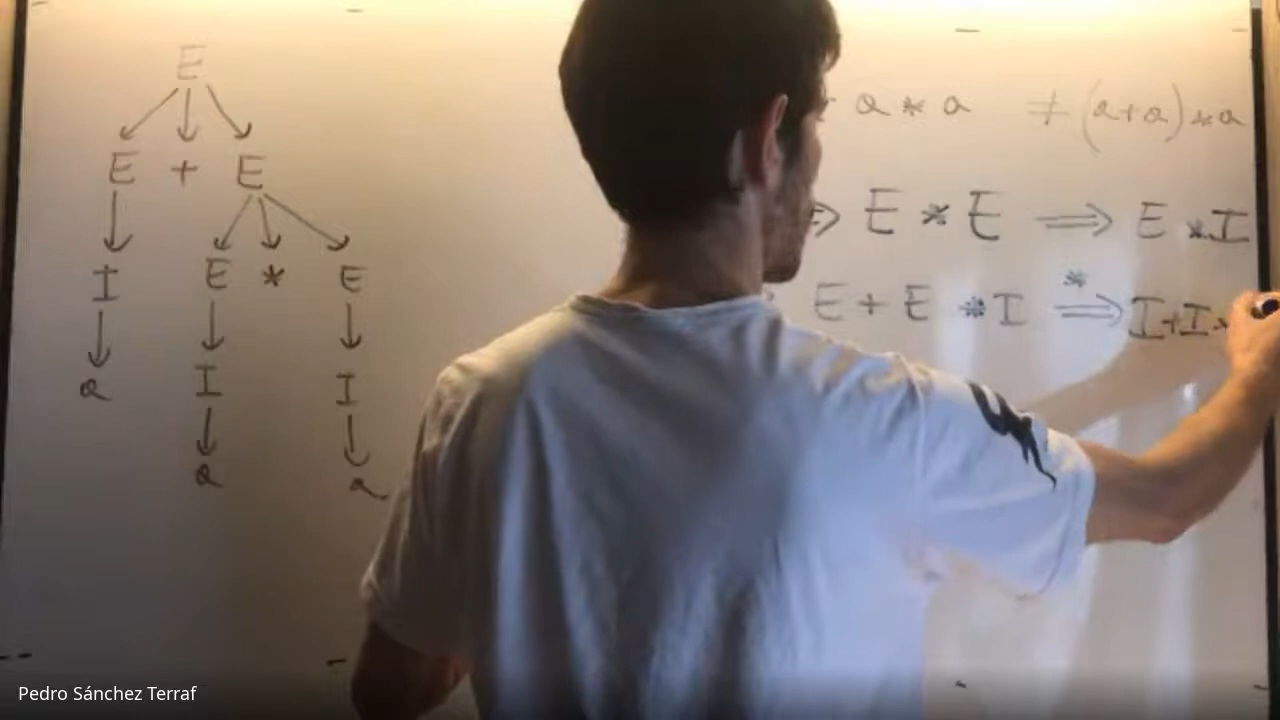 E
E + E
I E * E
a I I
a a
a * a ≠ (a+a)*a
⇒ E * E ⟹ E * I
E + E * I ⟹* I+I*
Pedro Sánchez Terraf